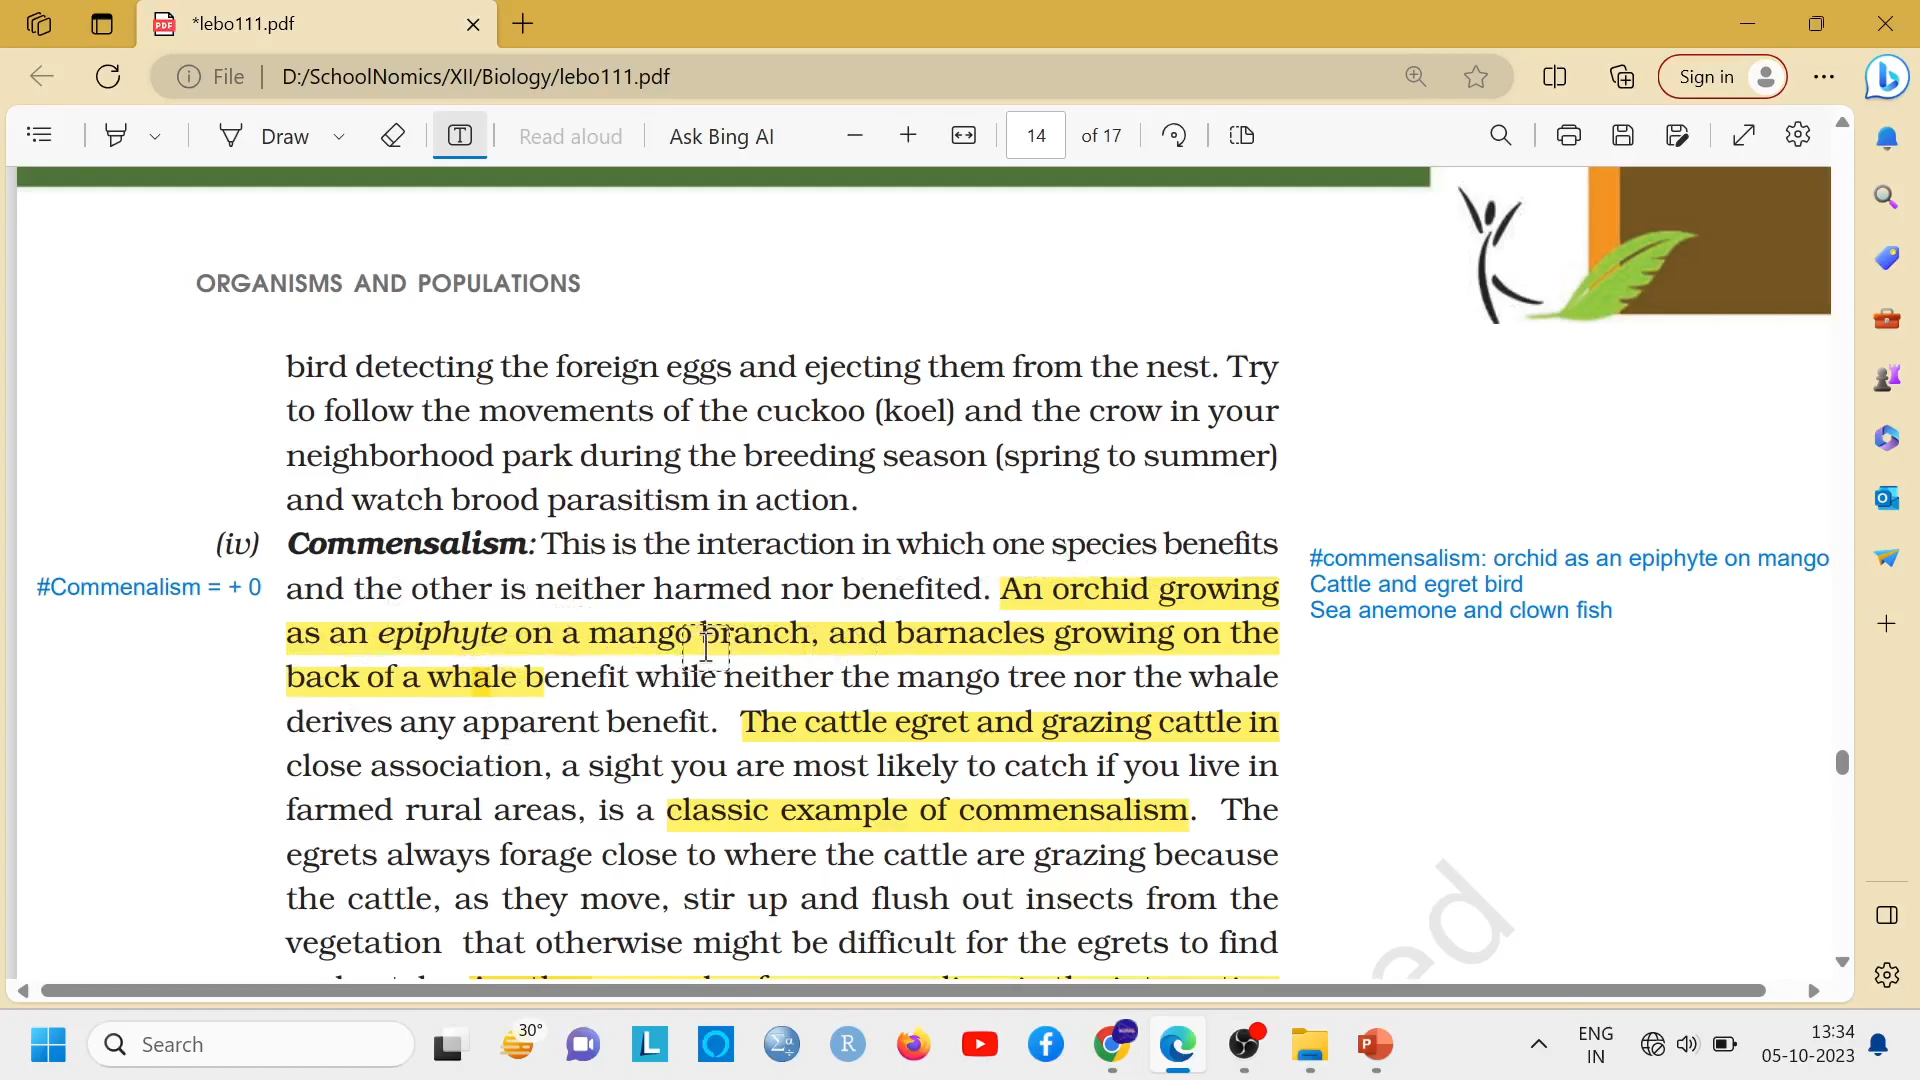 *lebo111.pdf
File D:/SchoolNomics/XII/Biology/lebo111.pdf Sign in
Draw Read aloud Ask Bing AI 14 of 17
ORGANISMS AND POPULATIONS
bird detecting the foreign eggs and ejecting them from the nest. Try
to follow the movements of the cuckoo (koel) and the crow in your
neighborhood park during the breeding season (spring to summer)
and watch brood parasitism in action.
(iv) Commensalism: This is the interaction in which one species benefits
#Commenalism = + 0 and the other is neither harmed nor benefited. An orchid growing
as an epiphyte on a mango branch, and barnacles growing on the
back of a whale benefit while neither the mango tree nor the whale
derives any apparent benefit. The cattle egret and grazing cattle in
close association, a sight you are most likely to catch if you live in
farmed rural areas, is a classic example of commensalism. The
egrets always forage close to where the cattle are grazing because
the cattle, as they move, stir up and flush out insects from the
vegetation that otherwise might be difficult for the egrets to find
#commensalism: orchid as an epiphyte on mango
Cattle and egret bird
Sea anemone and clown fish
ed
Search 30° ENG 13:34
IN 05-10-2023